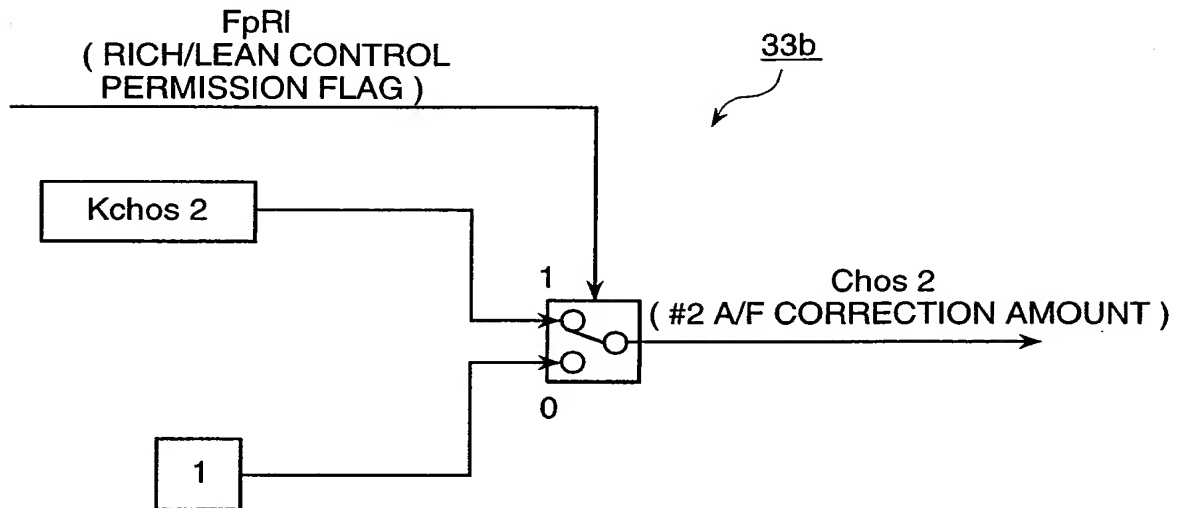 FpRl
( RICH/LEAN CONTROL
PERMISSION FLAG )
33b
Kchos 2
1
Chos 2
( #2 A/F CORRECTION AMOUNT )
0
1